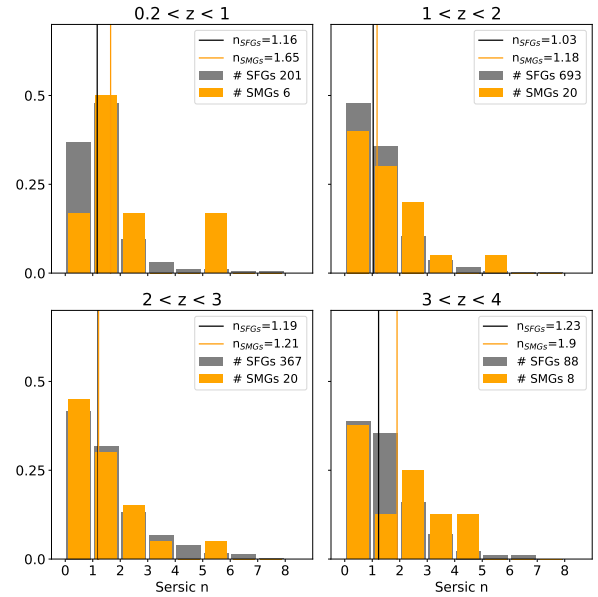 0.2 < z < 1
n_SFGs=1.16
n_SMGs=1.65
# SFGs 201
# SMGs 6
0.5
0.0
1 < z < 2
n_SFGs=1.03
n_SMGs=1.18
# SFGs 693
# SMGs 20
2 < z < 3
n_SFGs=1.19
n_SMGs=1.21
# SFGs 367
# SMGs 20
0.5
0.25
0.0
0 1 2 3 4 5 6 7 8
Sersic n
3 < z < 4
n_SFGs=1.23
n_SMGs=1.9
# SFGs 88
# SMGs 8
0 1 2 3 4 5 6 7 8
Sersic n